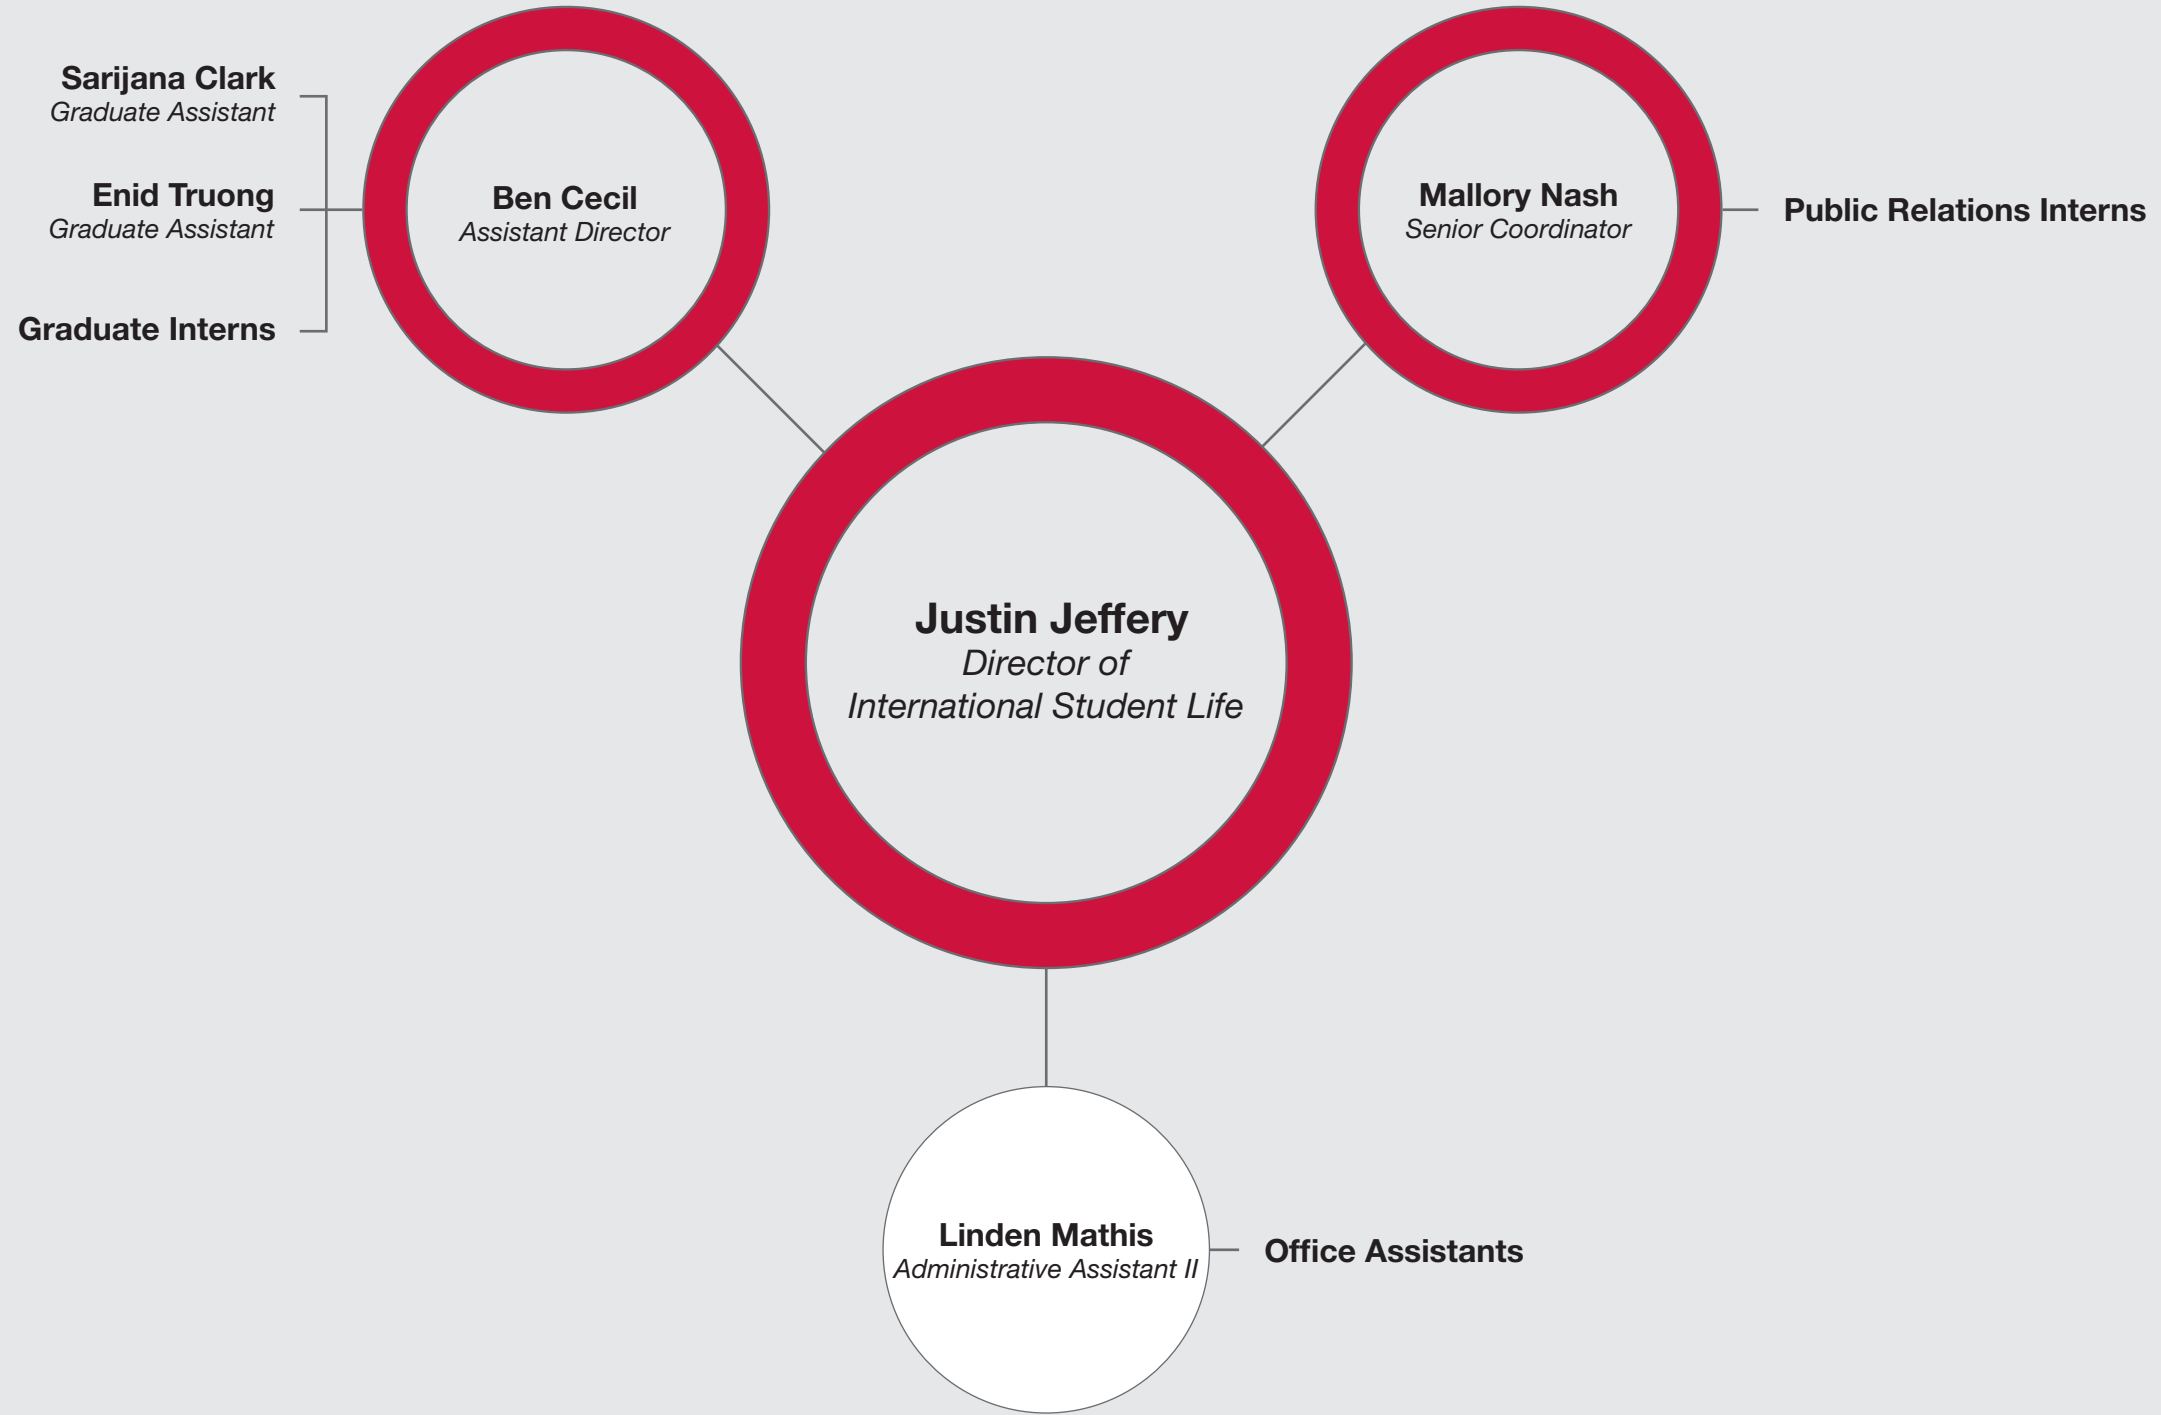 Sarijana Clark
Graduate Assistant
Enid Truong
Graduate Assistant
Graduate Interns
Ben Cecil
Assistant Director
Mallory Nash
Senior Coordinator
Public Relations Interns
Justin Jeffery
Director of
International Student Life
Linden Mathis
Administrative Assistant II
Office Assistants